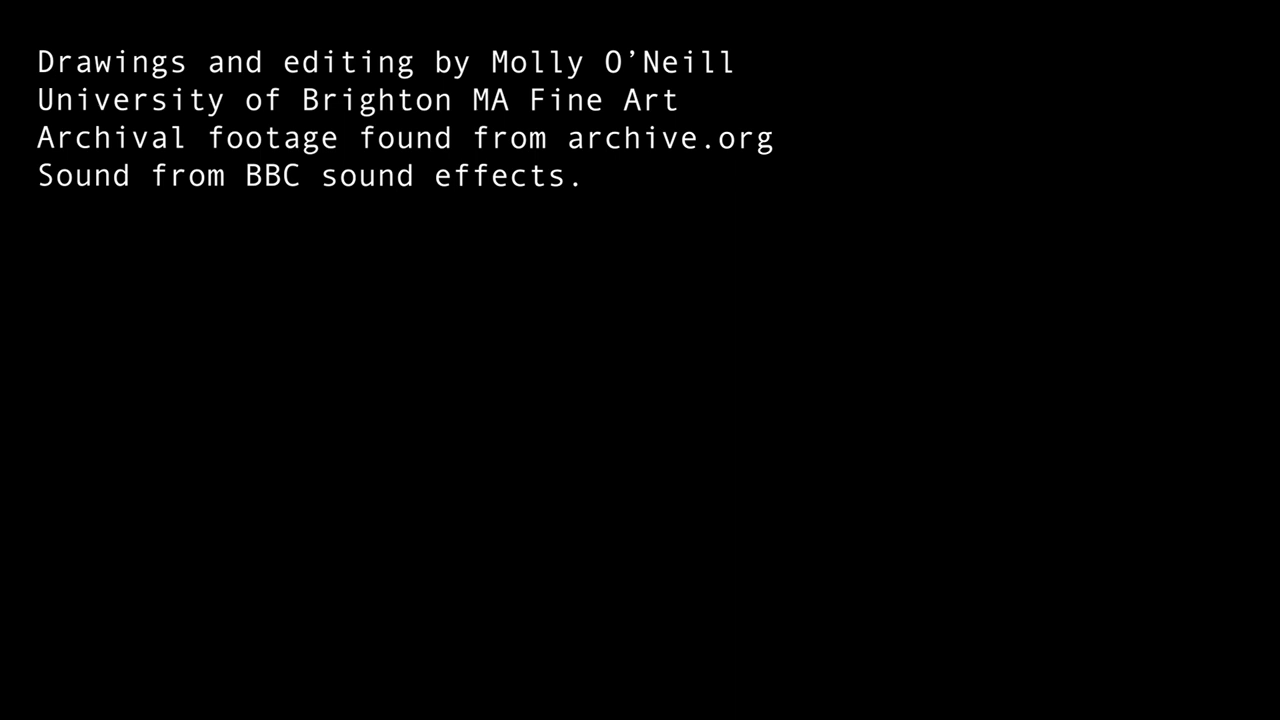 Drawings and editing by Molly O’Neill
University of Brighton MA Fine Art
Archival footage found from archive.org
Sound from BBC sound effects.